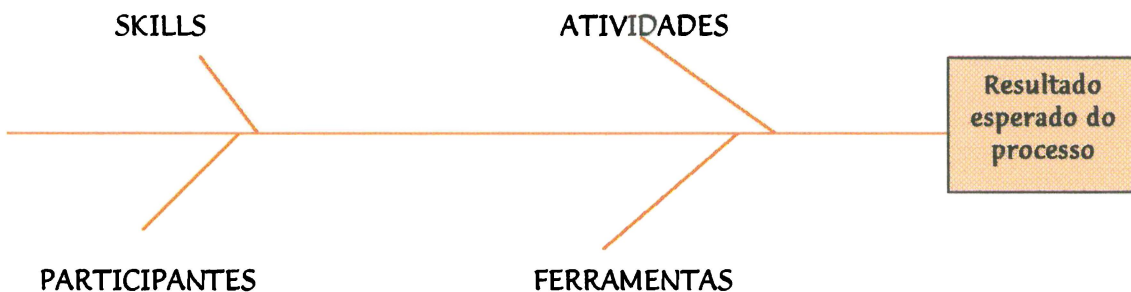 SKILLS
ATIVIDADES
Resultado
esperado do
processo
PARTICIPANTES
FERRAMENTAS